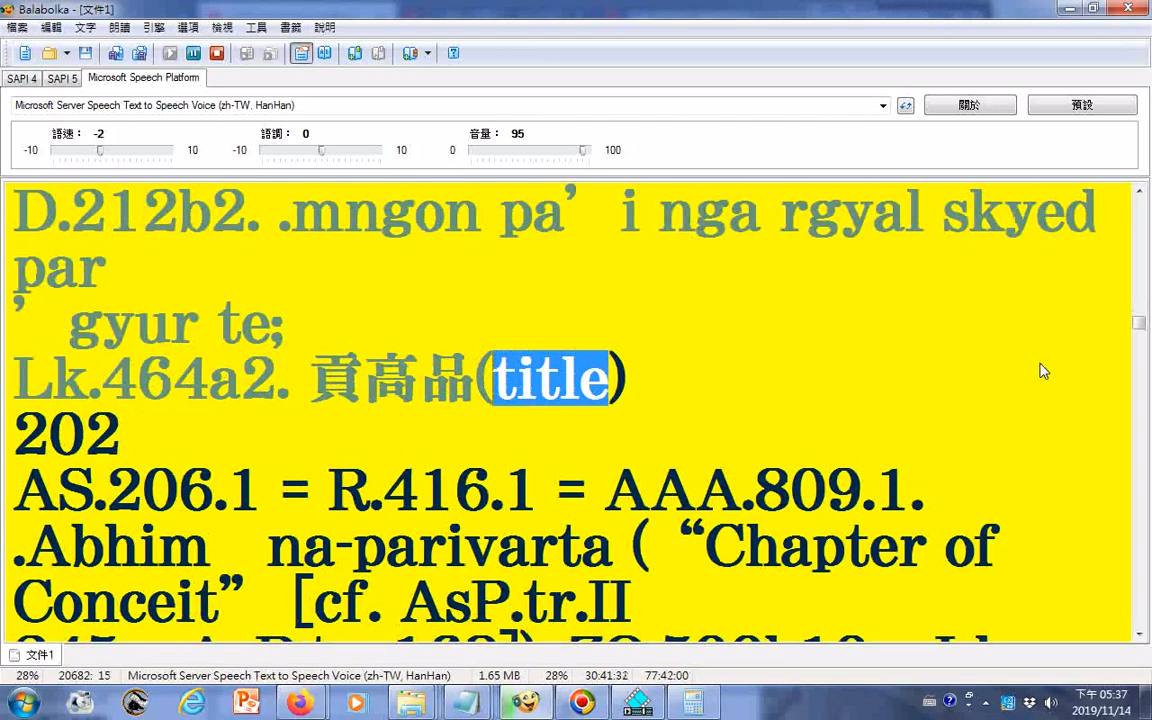 Balabolka - [文件1]
檔案 編輯 文字 朗讀 引擎 選項 檢視 工具 書籤 說明
SAPI 4 SAPI 5 Microsoft Speech Platform
Microsoft Server Speech Text to Speech Voice (zh-TW, HanHan) 關於 預設
語速： -2 語調： 0 音量： 95
-10 10 -10 10 0 100
D.212b2. .mngon pa’ i nga rgyal skyed
par
’ gyur te;
Lk.464a2. 貢高品(title)
202
AS.206.1 = R.416.1 = AAA.809.1.
.Abhim na-parivarta ( “Chapter of
Conceit” [cf. AsP.tr.II
文件1
28% 20682: 15 Microsoft Server Speech Text to Speech Voice (zh-TW, HanHan) 1.65 MB 28% 30:41:32 77:42:00
下午 05:37
2019/11/14